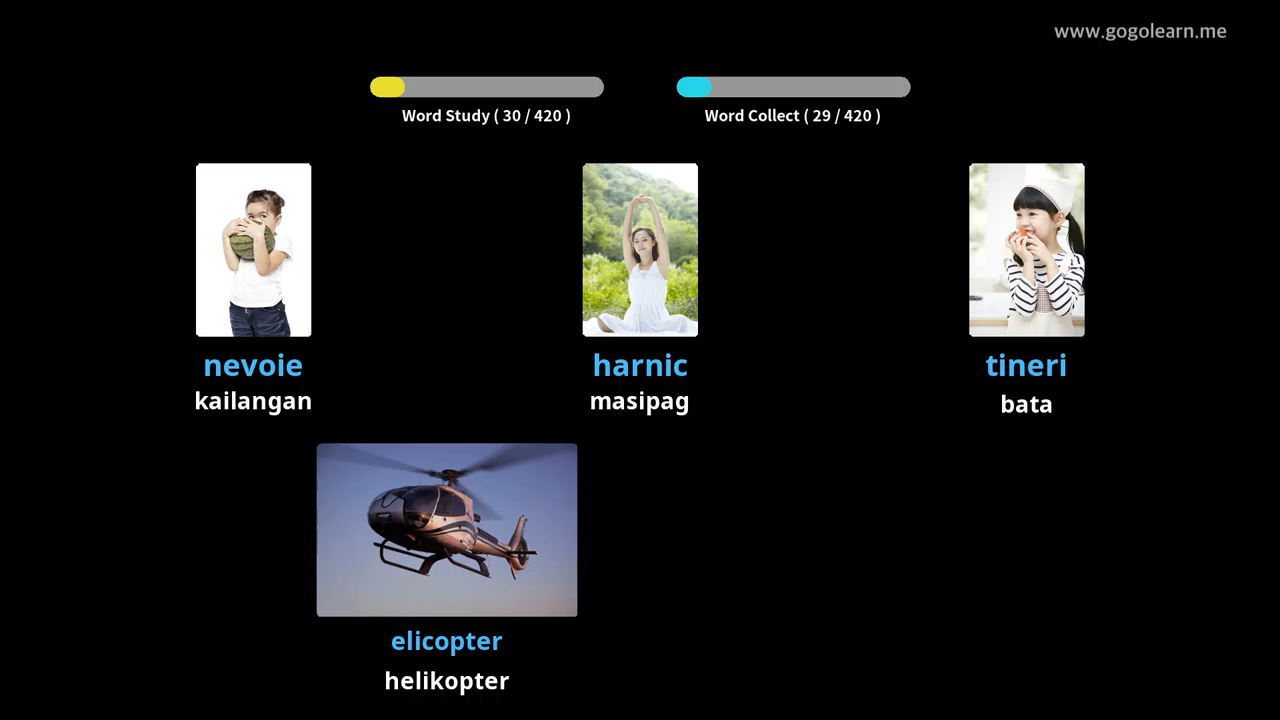 www.gogolearn.me
Word Study ( 30 / 420 )
Word Collect ( 29 / 420 )
nevoie
kailangan
harnic
masipag
tineri
bata
elicopter
helikopter